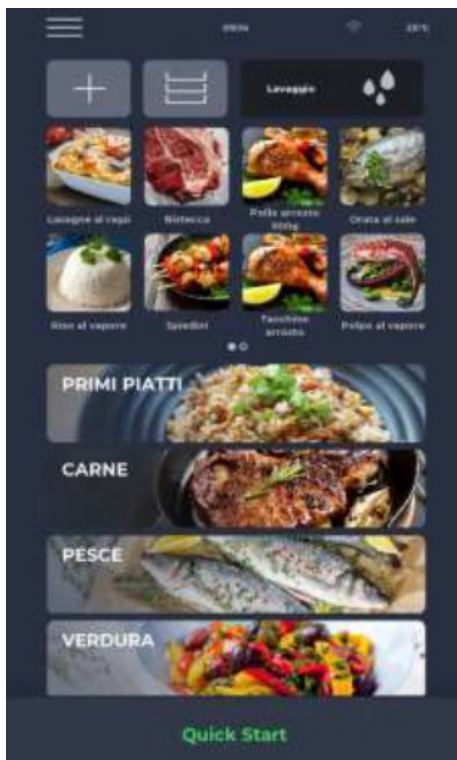 Lavaggio
Lasagne al ragù
Bistecca
Pollo arrosto
900g
Orata al sale
Riso al vapore
Spiedini
Tacchino
arrosto
Polpo al vapore
PRIMI PIATTI
CARNE
PESCE
VERDURA
Quick Start